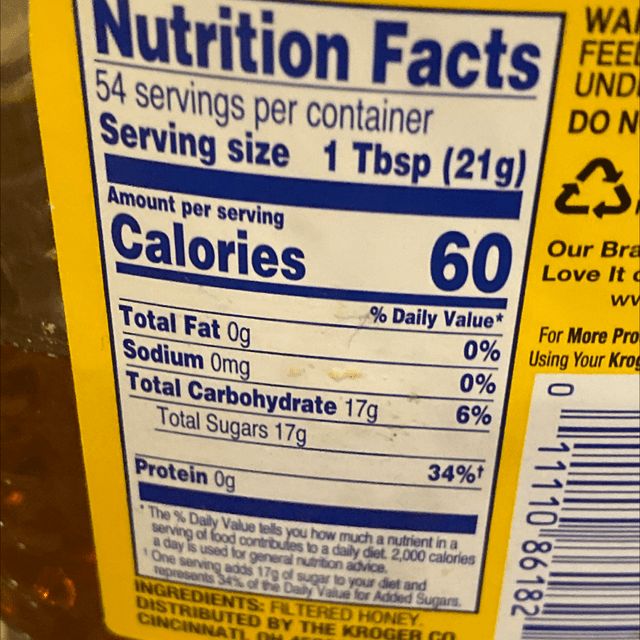 Nutrition Facts
54 servings per container
Serving size 1 Tbsp (21g)
Amount per serving
Calories 60
% Daily Value*
Total Fat 0g 0%
Sodium 0mg 0%
Total Carbohydrate 17g 6%
Total Sugars 17g
34%†
Protein 0g
* The % Daily Value tells you how much a nutrient in a
serving of food contributes to a daily diet. 2,000 calories
a day is used for general nutrition advice.
† One serving adds 17g of sugar to your diet and
represents 34% of the Daily Value for Added Sugars.
INGREDIENTS: FILTERED HONEY.
DISTRIBUTED BY THE KROGER CO.
CINCINNATI, OH
FEE
UND
DO N
Our Bra
Love It
For More Pro
Using Your Krog
0 11110 86182